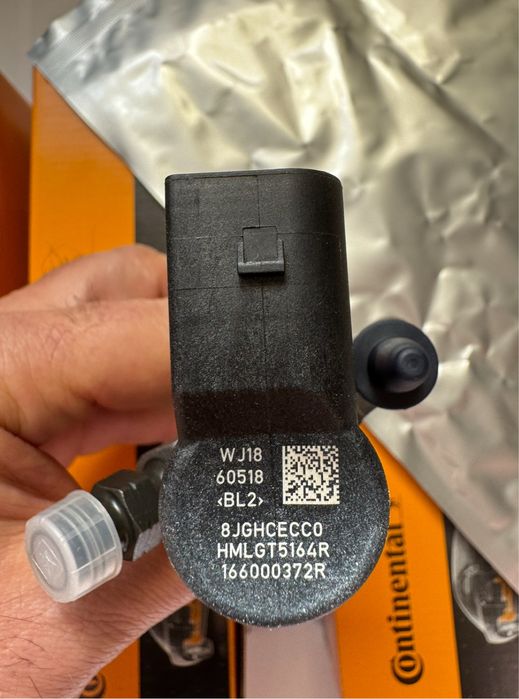 WJ18
60518
<BL2>
8JGHCECC0
HMLGT5164R
166000372R
Continental